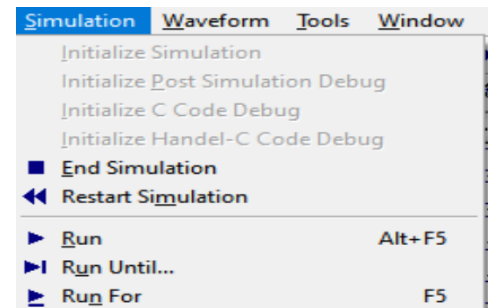 Simulation Waveform Tools Window
Initialize Simulation
Initialize Post Simulation Debug
Initialize C Code Debug
Initialize Handel-C Code Debug
End Simulation
Restart Simulation
Run Alt+F5
Run Until...
Run For F5